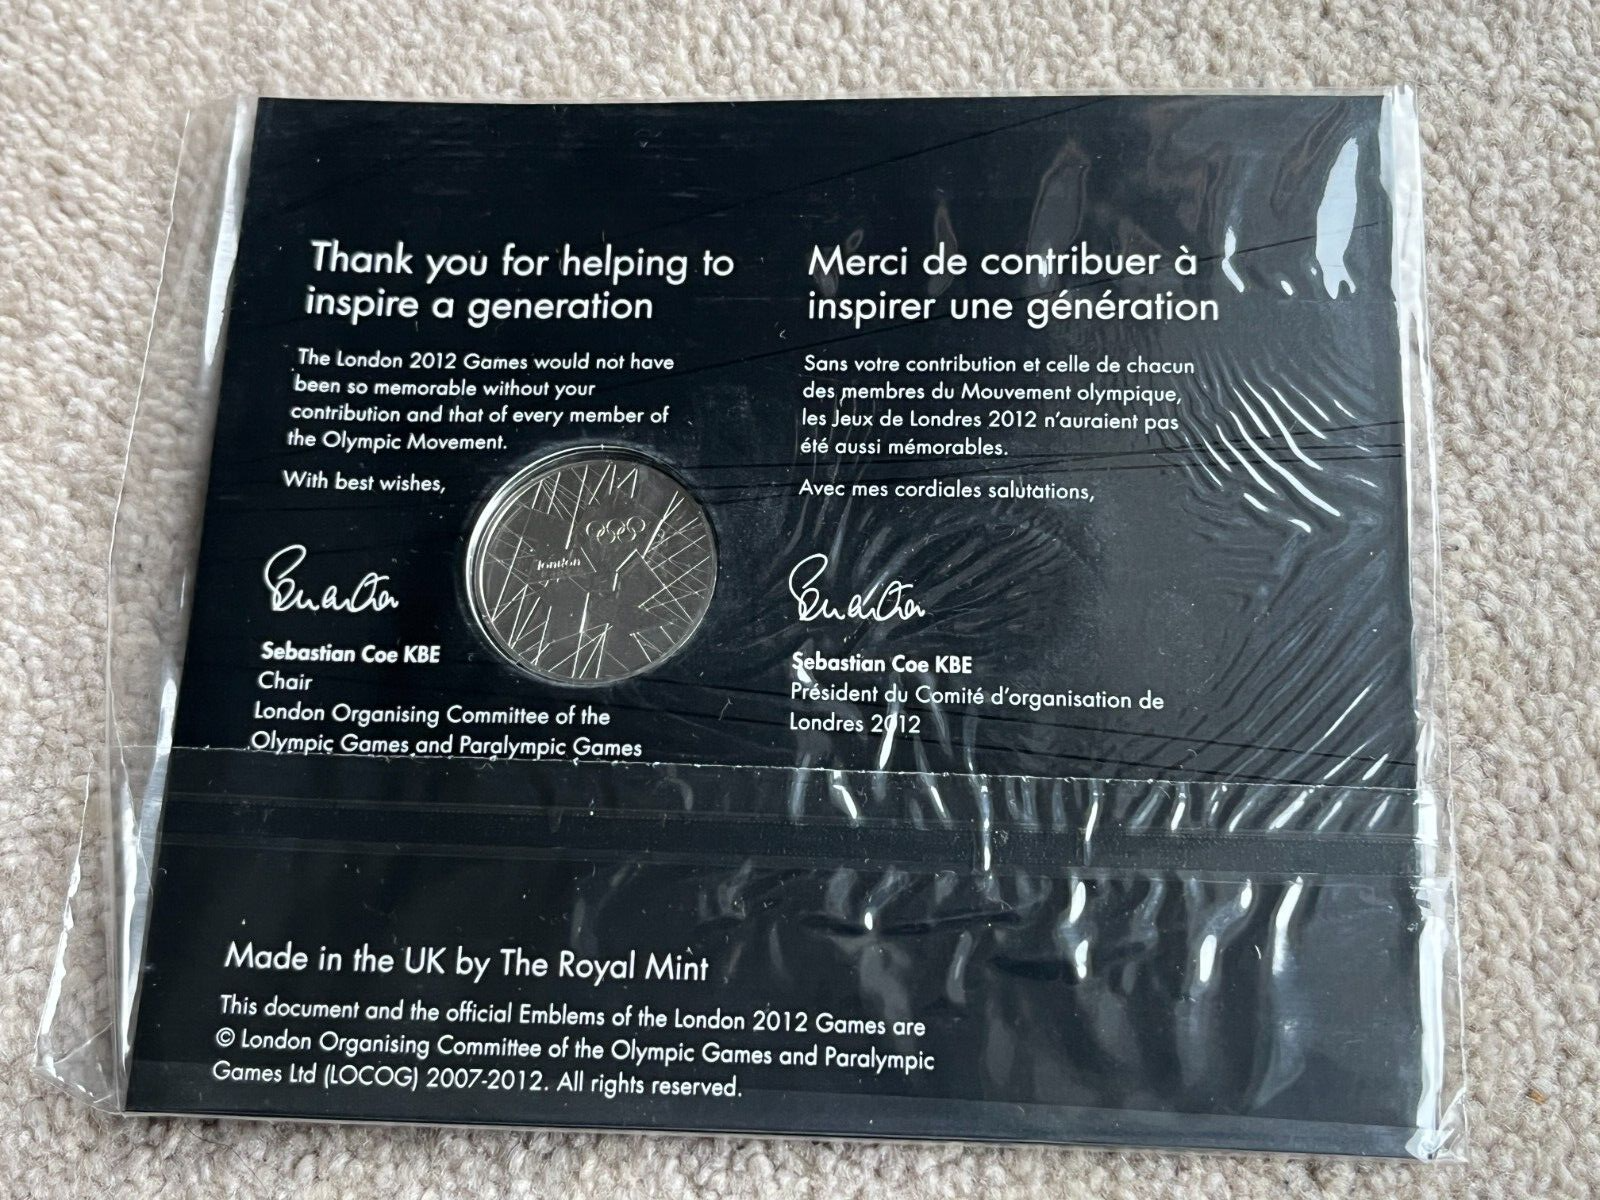 Thank you for helping to
inspire a generation
The London 2012 Games would not have
been so memorable without your
contribution and that of every member of
the Olympic Movement.
With best wishes,
Sebastian Coe KBE
Chair
London Organising Committee of the
Olympic Games and Paralympic Games
london
Merci de contribuer à
inspirer une génération
Sans votre contribution et celle de chacun
des membres du Mouvement olympique,
les Jeux de Londres 2012 n'auraient pas
été aussi mémorables.
Avec mes cordiales salutations,
Sebastian Coe KBE
Président du Comité d'organisation de
Londres 2012
Made in the UK by The Royal Mint
This document and the official Emblems of the London 2012 Games are
© London Organising Committee of the Olympic Games and Paralympic
Games Ltd (LOCOG) 2007-2012. All rights reserved.